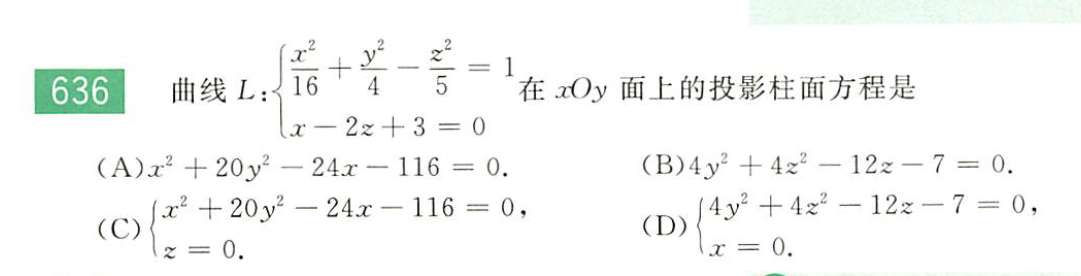 636 曲线 L:{x²/16 + y²/4 − z²/5 = 1, x − 2z + 3 = 0 在 xOy 面上的投影柱面方程是
(A)x² + 20y² − 24x − 116 = 0. (B)4y² + 4z² − 12z − 7 = 0.
(C){x² + 20y² − 24x − 116 = 0, z = 0. (D){4y² + 4z² − 12z − 7 = 0, x = 0.